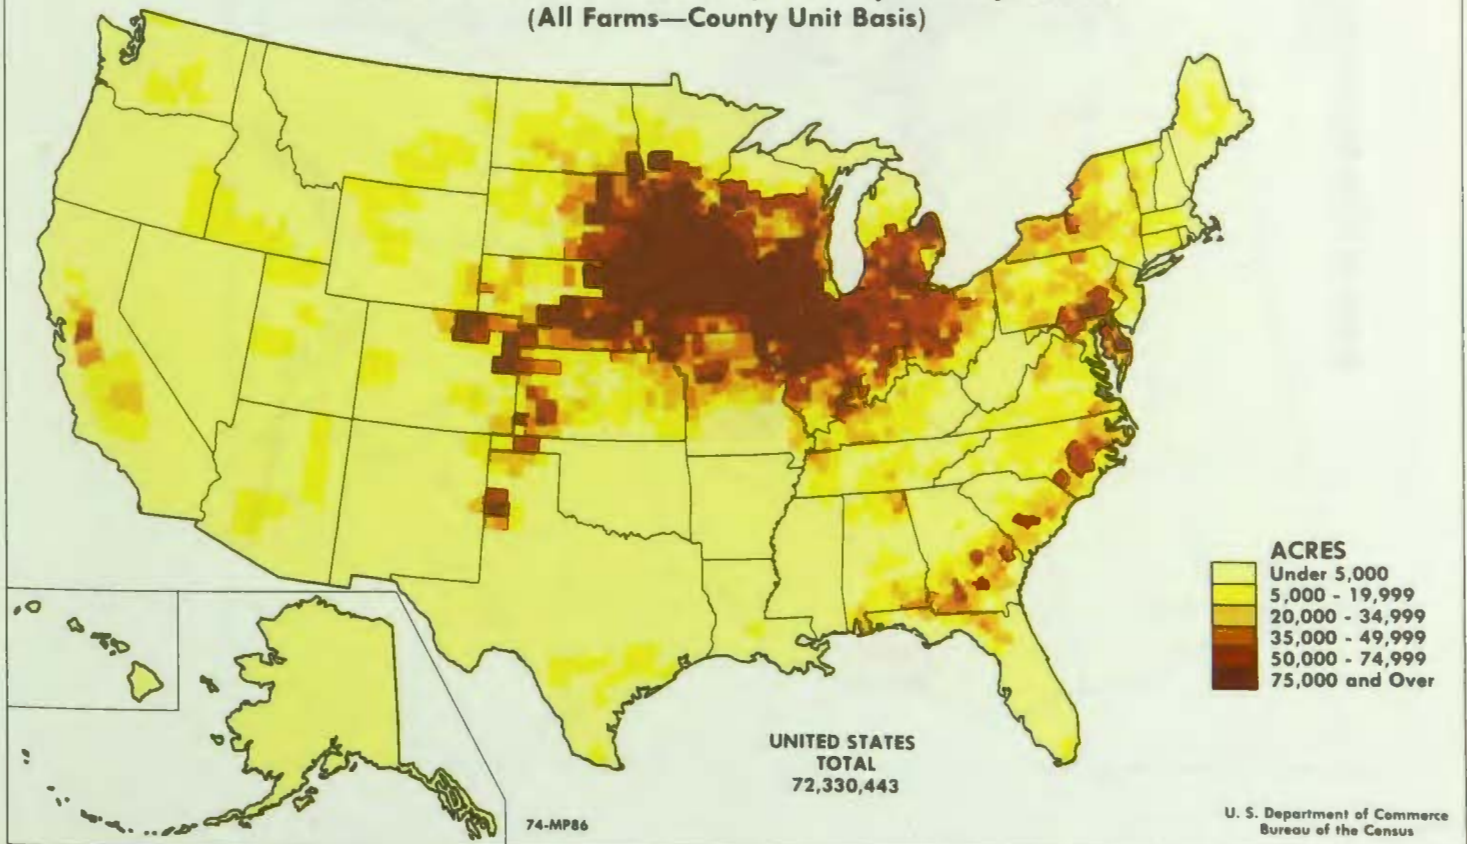 (All Farms—County Unit Basis)
ACRES
Under 5,000
5,000 - 19,999
20,000 - 34,999
35,000 - 49,999
50,000 - 74,999
75,000 and Over
UNITED STATES
TOTAL
72,330,443
74-MP86
U. S. Department of Commerce
Bureau of the Census